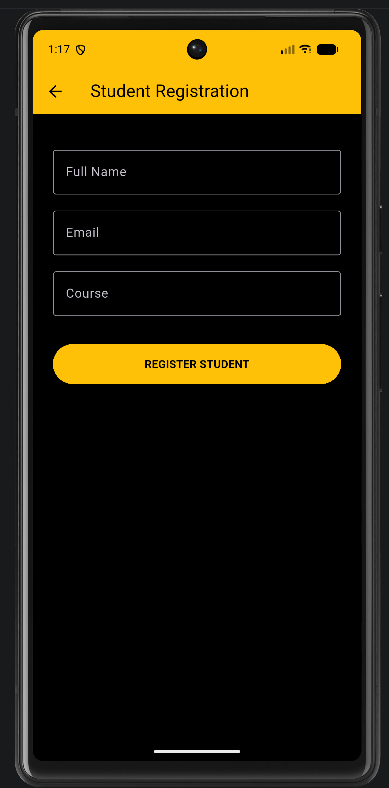 1:17
Student Registration
Full Name
Email
Course
REGISTER STUDENT